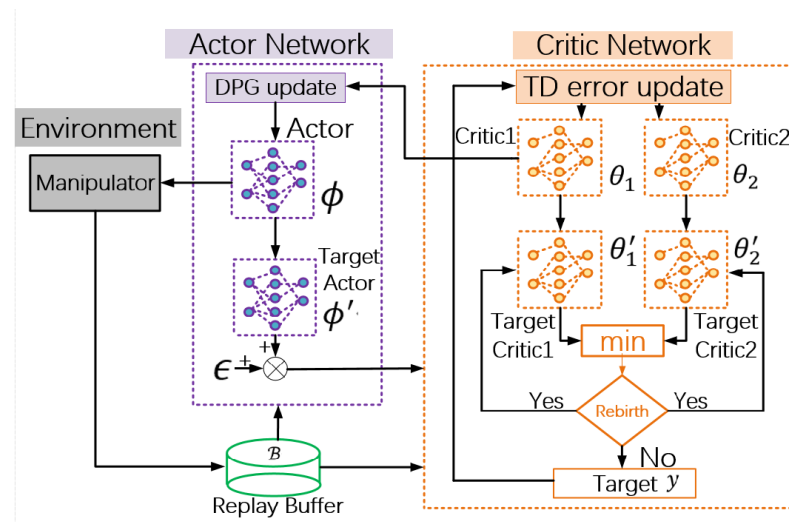 Actor Network
Critic Network
DPG update
TD error update
Environment
Actor
Critic1
Critic2
Manipulator
ϕ
θ₁
θ₂
Target
Actor
ϕ′
θ′₁
θ′₂
Target
Critic1
min
Target
Critic2
+
ϵ
+
Yes
Rebirth
Yes
ℬ
No
Target y
Replay Buffer